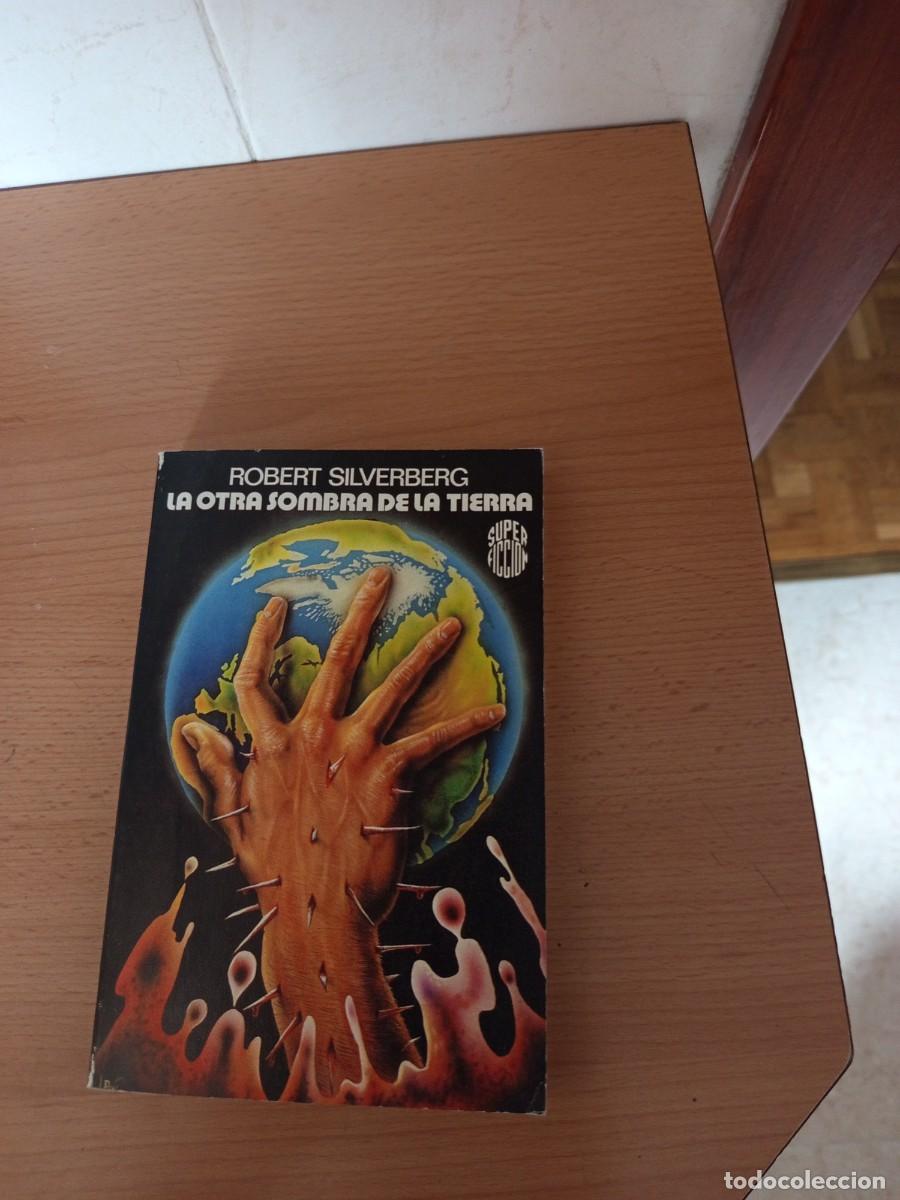 ROBERT SILVERBERG
LA OTRA SOMBRA DE LA TIERRA
SUPER
FICCION
todocoleccion